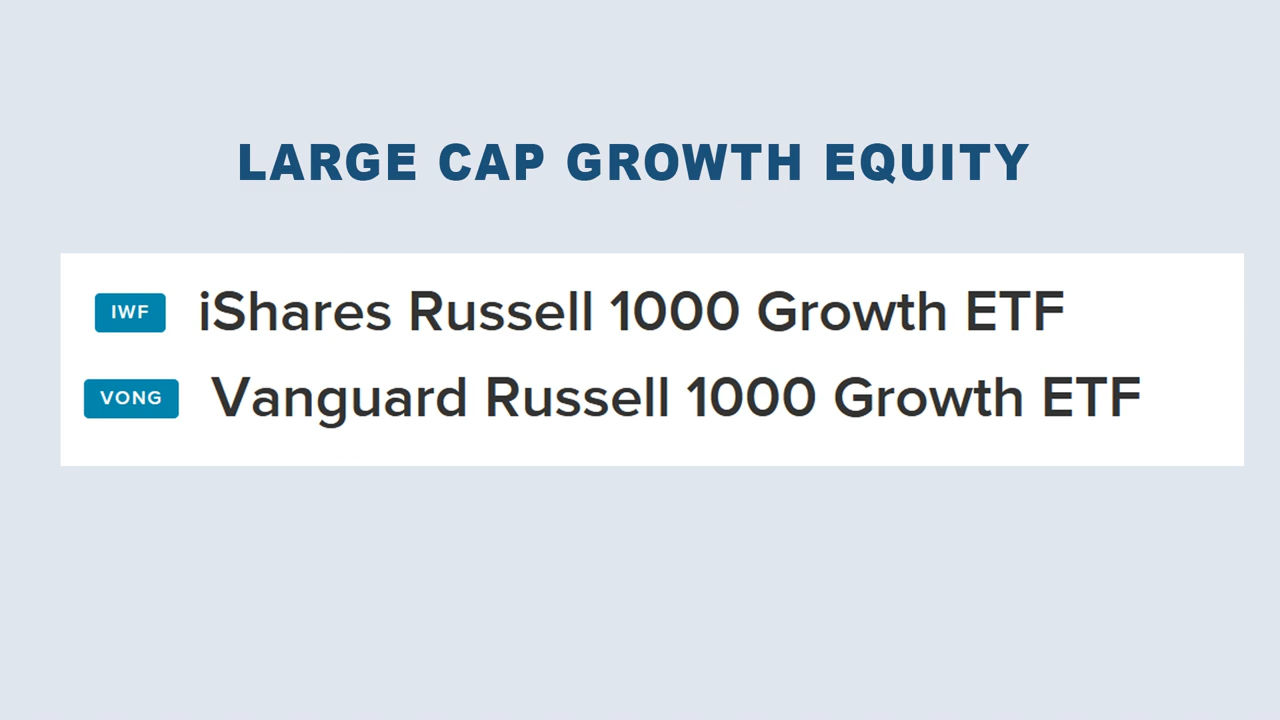 LARGE CAP GROWTH EQUITY
IWF iShares Russell 1000 Growth ETF
VONG Vanguard Russell 1000 Growth ETF